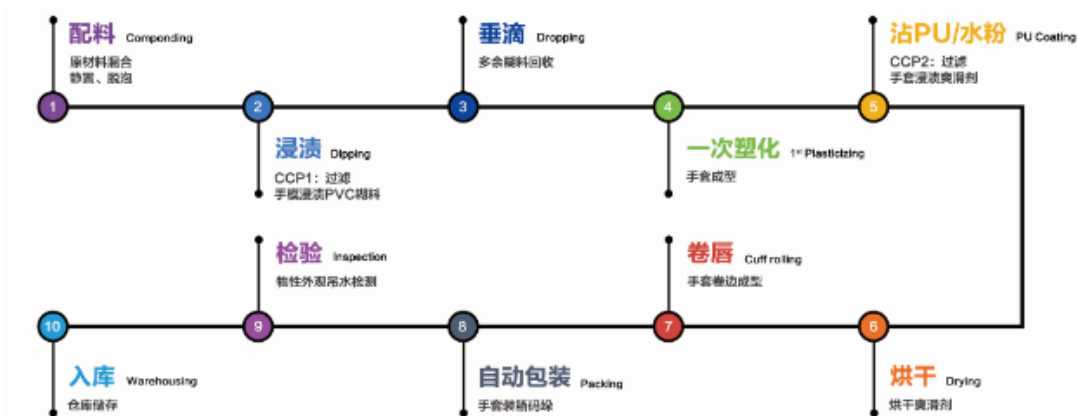 配料 Componding
原材料混合
静置、脱泡
1
2
浸渍 Dipping
CCP1：过滤
手模浸渍PVC糊料
垂滴 Dropping
多余糊料回收
3
4
一次塑化 1st Plasticizing
手套成型
沾PU/水粉 PU Coating
CCP2：过滤
手套浸渍爽滑剂
5
6
烘干 Drying
烘干爽滑剂
卷唇 Cuff rolling
手套卷边成型
7
8
自动包装 Packing
手套装箱码垛
检验 Inspection
物性外观吊水检测
9
10
入库 Warehousing
仓库储存